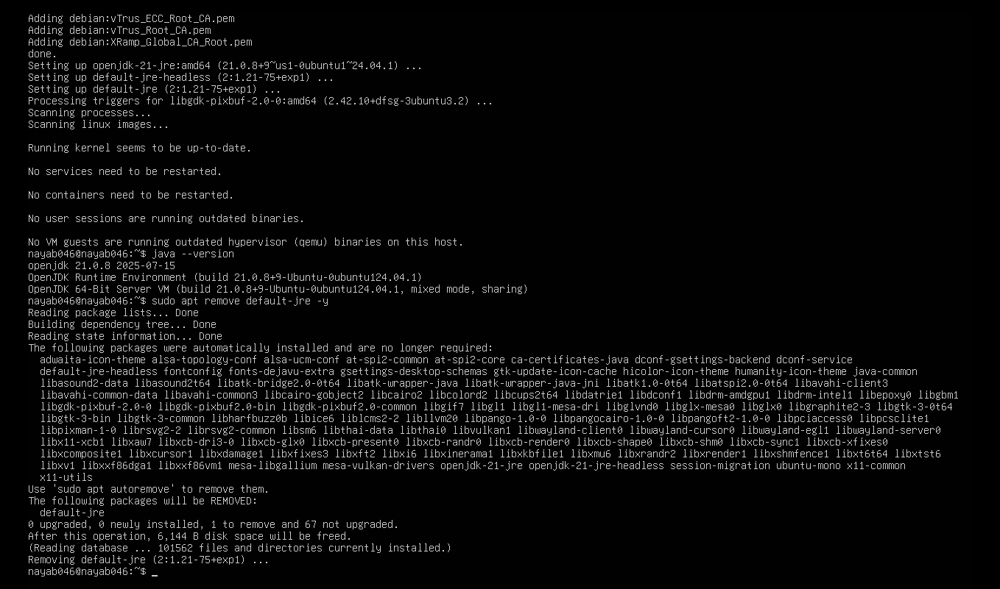 Adding debian:vTrus_ECC_Root_CA.pem
Adding debian:vTrus_Root_CA.pem
Adding debian:XRamp_Global_CA_Root.pem
done.
Setting up openjdk-21-jre:amd64 (21.0.8+9~us1-0ubuntu1~24.04.1) ...
Setting up default-jre-headless (2:1.21-75+exp1) ...
Setting up default-jre (2:1.21-75+exp1) ...
Processing triggers for libgdk-pixbuf-2.0-0:amd64 (2.42.10+dfsg-3ubuntu3.2) ...
Scanning processes...
Scanning linux images...

Running kernel seems to be up-to-date.

No services need to be restarted.

No containers need to be restarted.

No user sessions are running outdated binaries.

No VM guests are running outdated hypervisor (qemu) binaries on this host.
nayab046@nayab046:~$ java --version
openjdk 21.0.8 2025-07-15
OpenJDK Runtime Environment (build 21.0.8+9-Ubuntu-0ubuntu124.04.1)
OpenJDK 64-Bit Server VM (build 21.0.8+9-Ubuntu-0ubuntu124.04.1, mixed mode, sharing)
nayab046@nayab046:~$ sudo apt remove default-jre -y
Reading package lists... Done
Building dependency tree... Done
Reading state information... Done
The following packages were automatically installed and are no longer required:
  adwaita-icon-theme alsa-topology-conf alsa-ucm-conf at-spi2-common at-spi2-core ca-certificates-java dconf-gsettings-backend dconf-service
  default-jre-headless fontconfig fonts-dejavu-extra gsettings-desktop-schemas gtk-update-icon-cache hicolor-icon-theme humanity-icon-theme java-common
  libasound2-data libasound2t64 libatk-bridge2.0-0t64 libatk-wrapper-java libatk-wrapper-java-jni libatk1.0-0t64 libatspi2.0-0t64 libavahi-client3
  libavahi-common-data libavahi-common3 libcairo-gobject2 libcairo2 libcolord2 libcups2t64 libdatrie1 libdconf1 libdrm-amdgpu1 libdrm-intel1 libepoxy0 libgbm1
  libgdk-pixbuf-2.0-0 libgdk-pixbuf2.0-bin libgdk-pixbuf2.0-common libgif7 libgl1 libgl1-mesa-dri libglvnd0 libglx-mesa0 libglx0 libgraphite2-3 libgtk-3-0t64
  libgtk-3-bin libgtk-3-common libharfbuzz0b libice6 liblcms2-2 libllvm20 libpango-1.0-0 libpangocairo-1.0-0 libpangoft2-1.0-0 libpciaccess0 libpcsclite1
  libpixman-1-0 librsvg2-2 librsvg2-common libsm6 libthai-data libthai0 libvulkan1 libwayland-client0 libwayland-cursor0 libwayland-egl1 libwayland-server0
  libx11-xcb1 libxaw7 libxcb-dri3-0 libxcb-glx0 libxcb-present0 libxcb-randr0 libxcb-render0 libxcb-shape0 libxcb-shm0 libxcb-sync1 libxcb-xfixes0
  libxcomposite1 libxcursor1 libxdamage1 libxfixes3 libxft2 libxi6 libxinerama1 libxkbfile1 libxmu6 libxrandr2 libxrender1 libxshmfence1 libxt6t64 libxtst6
  libxv1 libxxf86dga1 libxxf86vm1 mesa-libgallium mesa-vulkan-drivers openjdk-21-jre openjdk-21-jre-headless session-migration ubuntu-mono x11-common
  x11-utils
Use 'sudo apt autoremove' to remove them.
The following packages will be REMOVED:
  default-jre
0 upgraded, 0 newly installed, 1 to remove and 67 not upgraded.
After this operation, 6,144 B disk space will be freed.
(Reading database ... 101562 files and directories currently installed.)
Removing default-jre (2:1.21-75+exp1) ...
nayab046@nayab046:~$ _